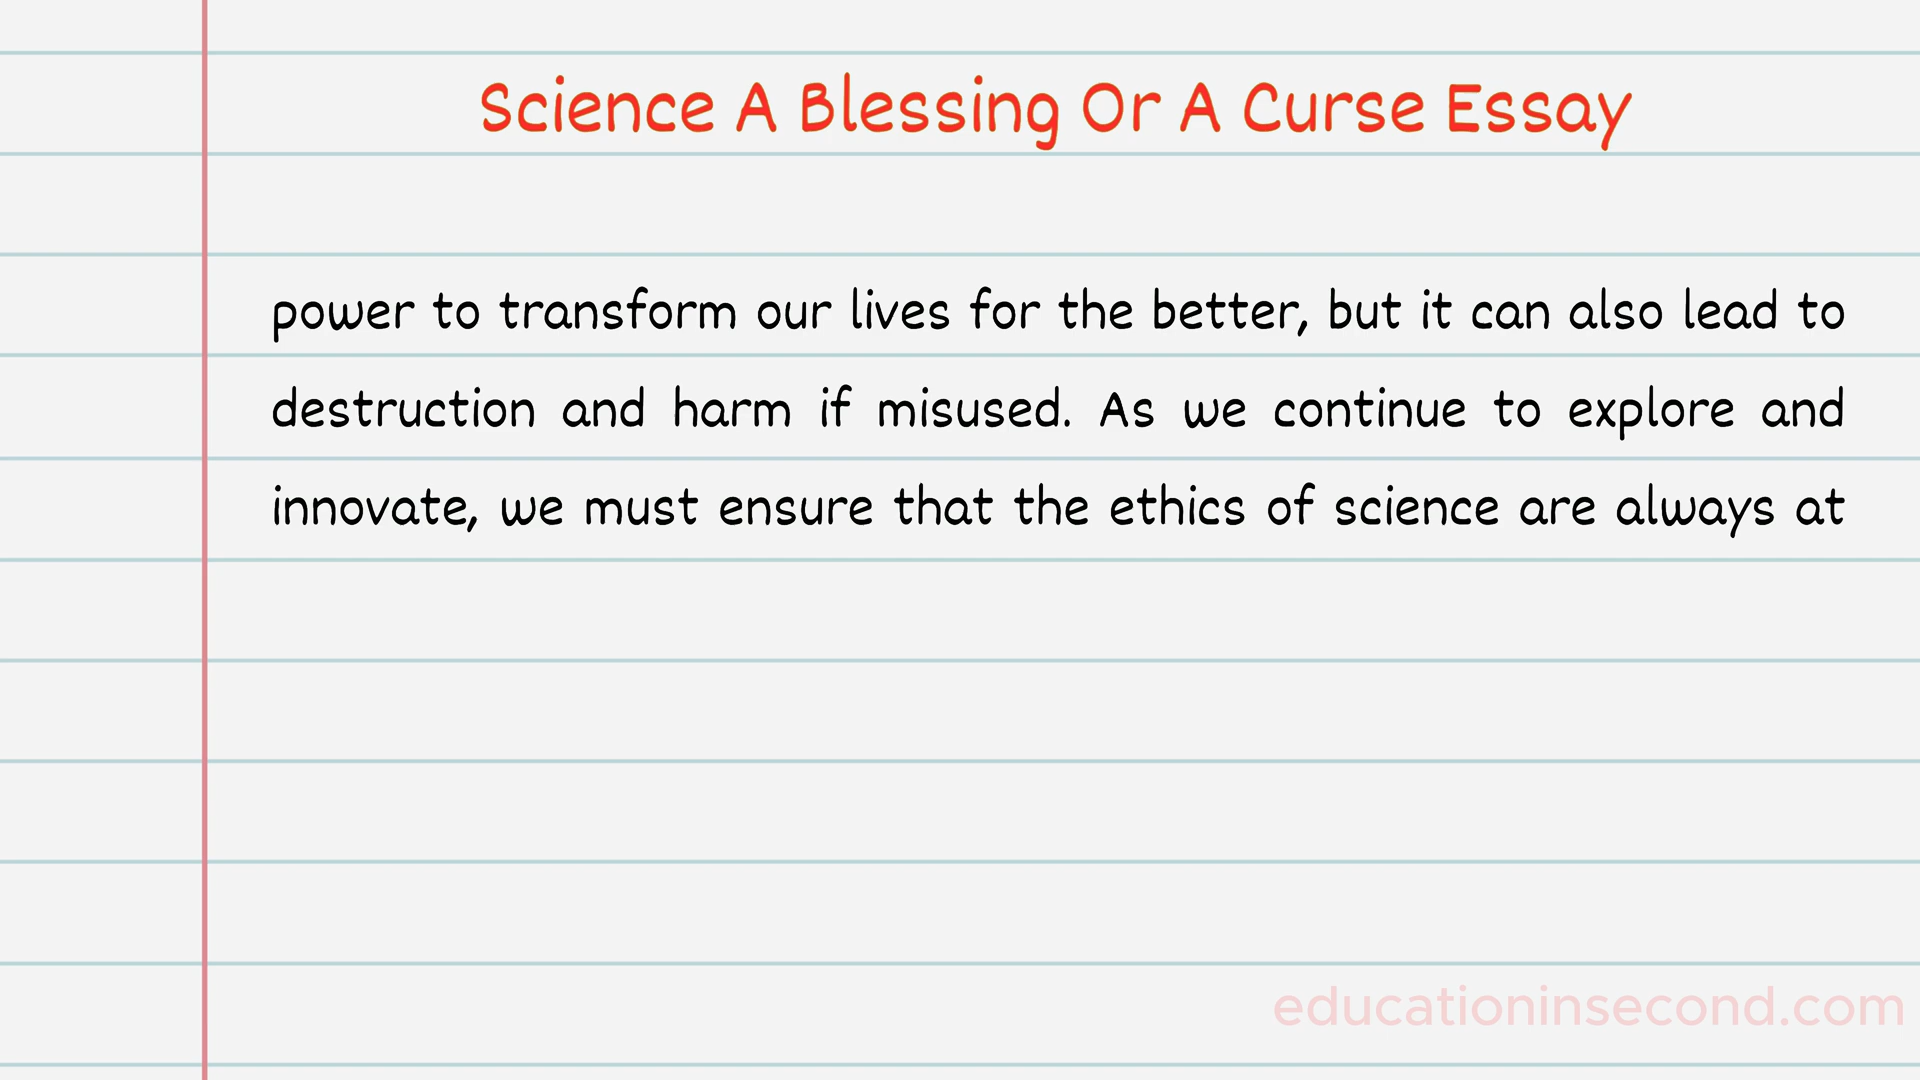 Science A Blessing Or A Curse Essay
power to transform our lives for the better, but it can also lead to
destruction and harm if misused. As we continue to explore and
innovate, we must ensure that the ethics of science are always at
educationinsecond.com